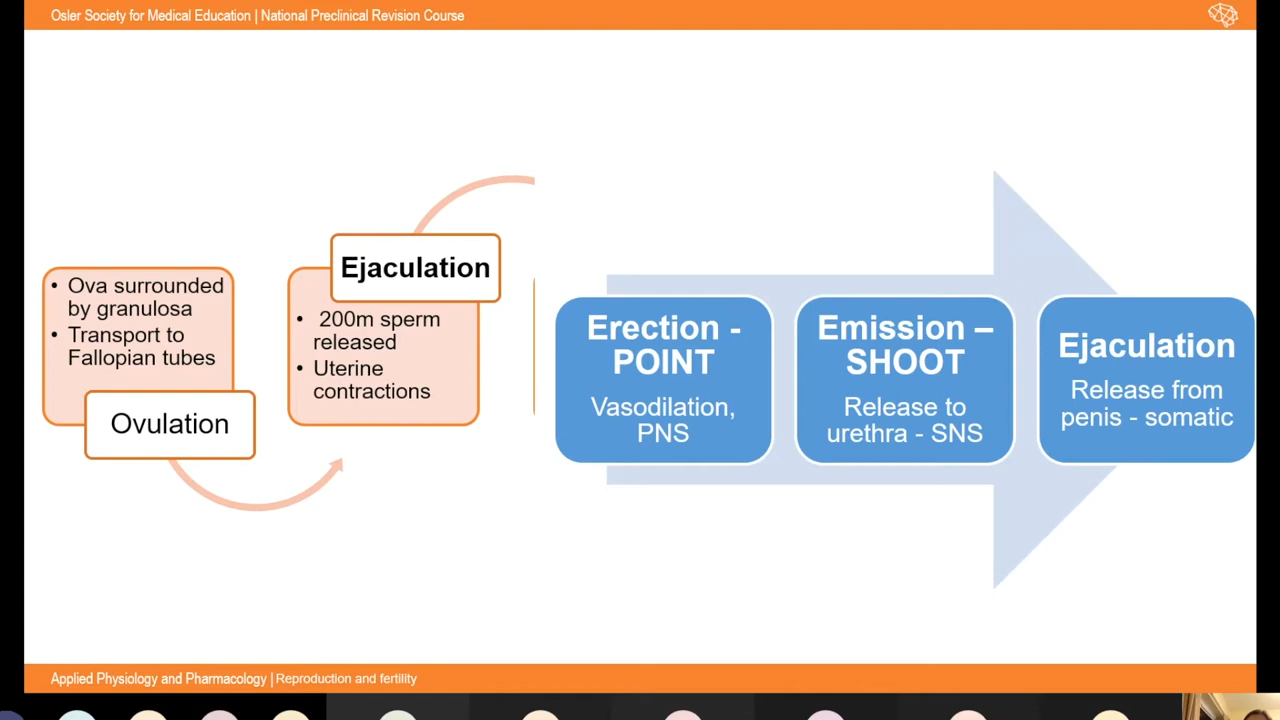 Osler Society for Medical Education | National Preclinical Revision Course
• Ova surrounded
by granulosa
• Transport to
Fallopian tubes
Ovulation
Ejaculation
• 200m sperm
released
• Uterine
contractions
Erection -
POINT
Vasodilation,
PNS
Emission –
SHOOT
Release to
urethra - SNS
Ejaculation
Release from
penis - somatic
Applied Physiology and Pharmacology | Reproduction and fertility